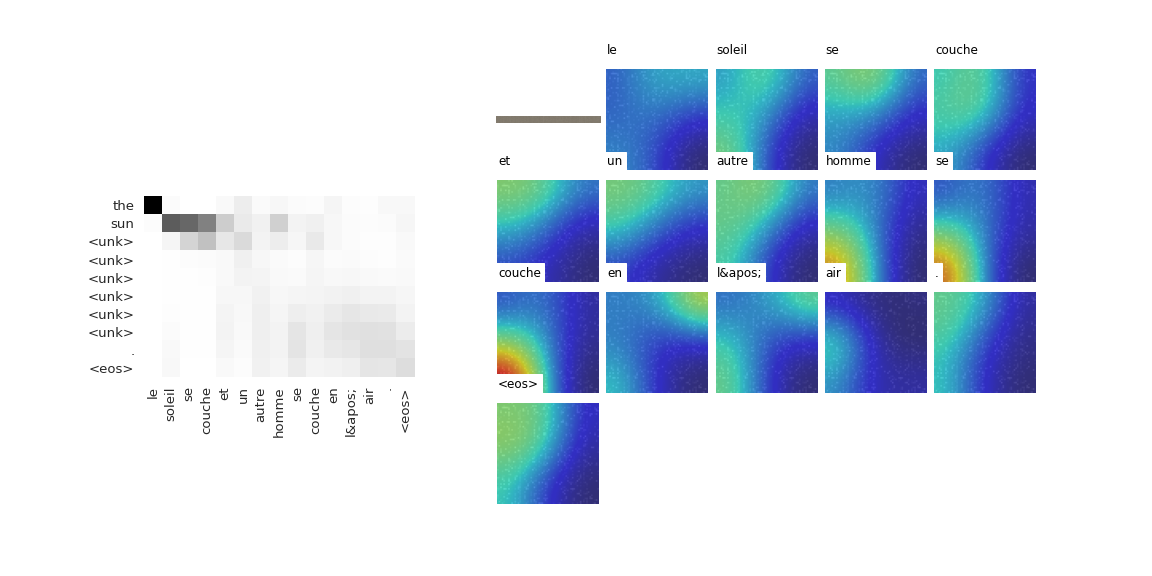 the
sun
<unk>
<unk>
<unk>
<unk>
<unk>
<unk>
.
<eos>
le soleil se couche et un autre homme se couche en l&apos; air . <eos>
le soleil se couche
et un autre homme se
couche en l&apos; air .
<eos>